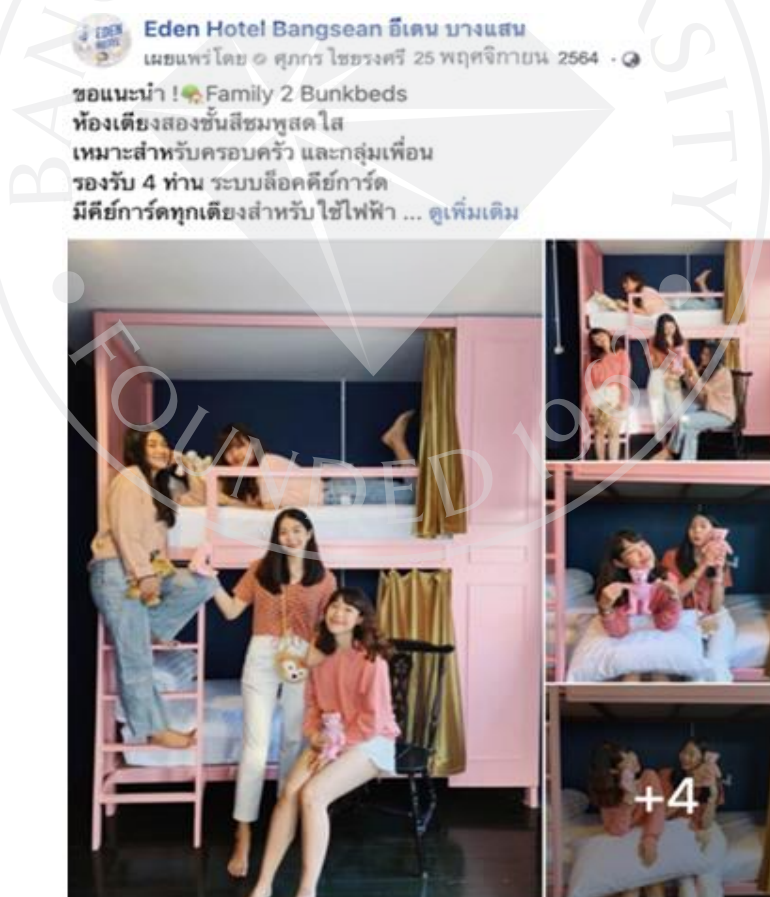 Eden Hotel Bangsean อีเดน บางแสน
เผยแพร่โดย ศุภกร ไชยรงศรี 25 พฤศจิกายน 2564 ·
ขอแนะนำ ! Family 2 Bunkbeds
ห้องเตียงสองชั้นสีชมพูสดใส
เหมาะสำหรับครอบครัว และกลุ่มเพื่อน
รองรับ 4 ท่าน ระบบล็อคคีย์การ์ด
มีคีย์การ์ดทุกเตียงสำหรับใช้ไฟฟ้า ... ดูเพิ่มเติม
+4
FOUNDED